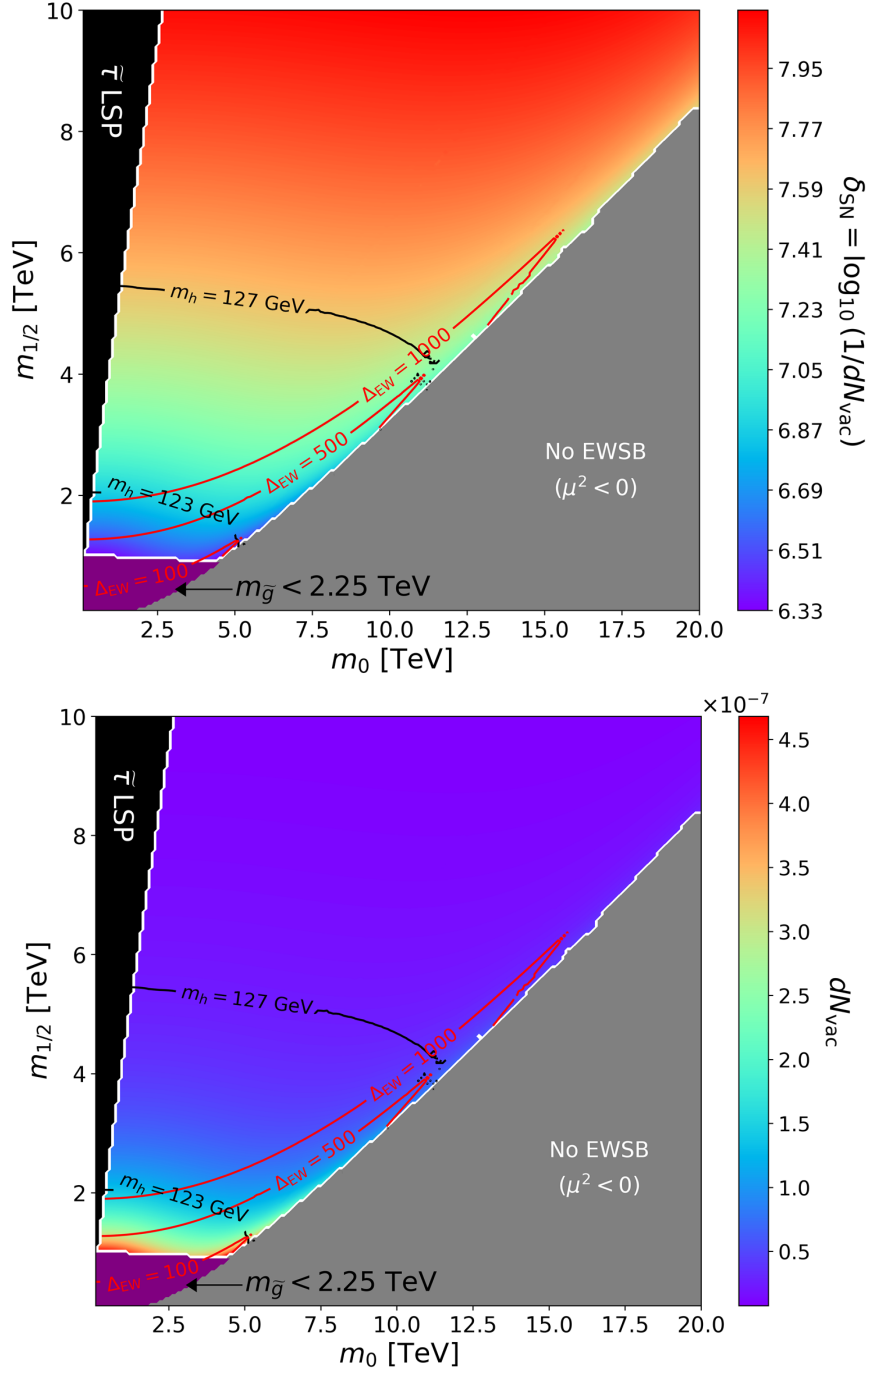 10
8
6
4
2
m₁/₂ [TeV]
τ̃ LSP
m_h = 127 GeV
Δ_EW = 1000
Δ_EW = 500
m_h = 123 GeV
Δ_EW = 100
m_g̃ < 2.25 TeV
No EWSB
(μ² < 0)
2.5 5.0 7.5 10.0 12.5 15.0 17.5 20.0
m₀ [TeV]
7.95
7.77
7.59
7.41
7.23
7.05
6.87
6.69
6.51
6.33
δ_SN = log₁₀ (1/dN_vac)
10
8
6
4
2
m₁/₂ [TeV]
τ̃ LSP
m_h = 127 GeV
Δ_EW = 1000
Δ_EW = 500
m_h = 123 GeV
Δ_EW = 100
m_g̃ < 2.25 TeV
No EWSB
(μ² < 0)
2.5 5.0 7.5 10.0 12.5 15.0 17.5 20.0
m₀ [TeV]
×10⁻⁷
4.5
4.0
3.5
3.0
2.5
2.0
1.5
1.0
0.5
dN_vac